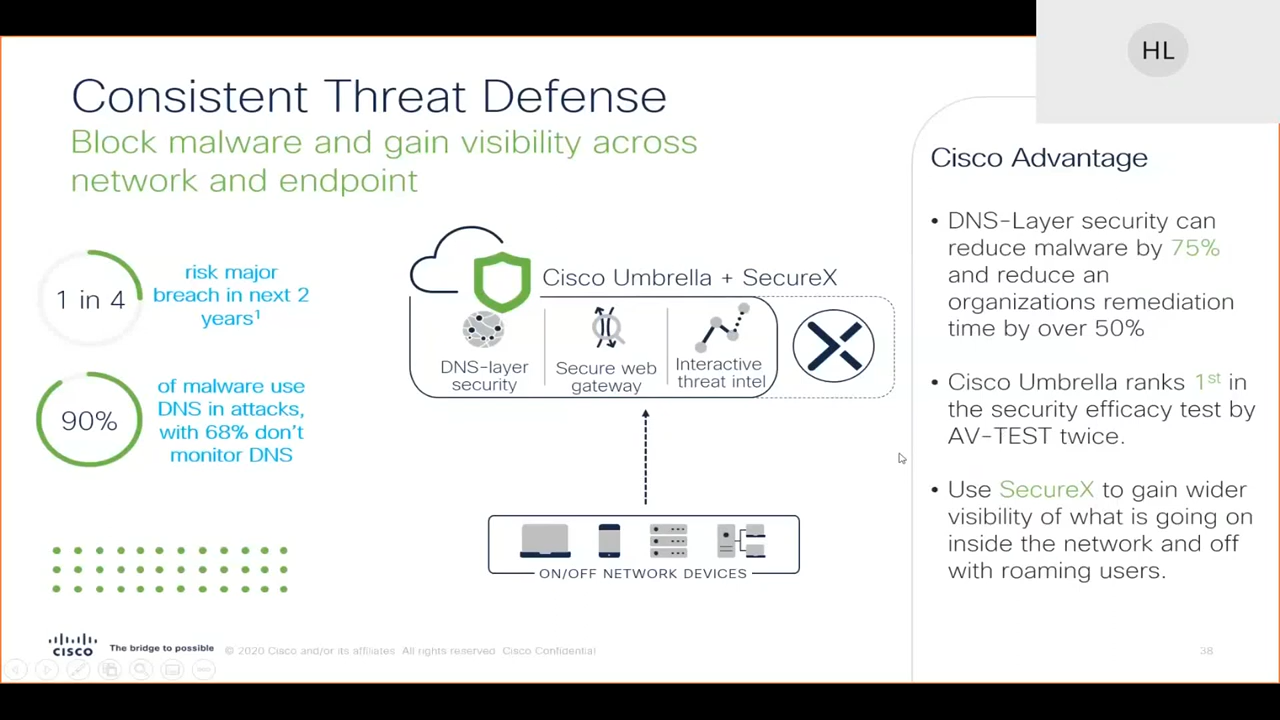 HL
Consistent Threat Defense
Block malware and gain visibility across
network and endpoint
1 in 4
risk major
breach in next 2
years¹
90%
of malware use
DNS in attacks,
with 68% don't
monitor DNS
Cisco Umbrella + SecureX
DNS-layer
security
Secure web
gateway
Interactive
threat intel
ON/OFF NETWORK DEVICES
Cisco Advantage
• DNS-Layer security can
reduce malware by 75%
and reduce an
organizations remediation
time by over 50%
• Cisco Umbrella ranks 1st in
the security efficacy test by
AV-TEST twice.
• Use SecureX to gain wider
visibility of what is going on
inside the network and off
with roaming users.
CISCO
The bridge to possible
© 2020 Cisco and/or its affiliates All rights reserved Cisco Confidential
38